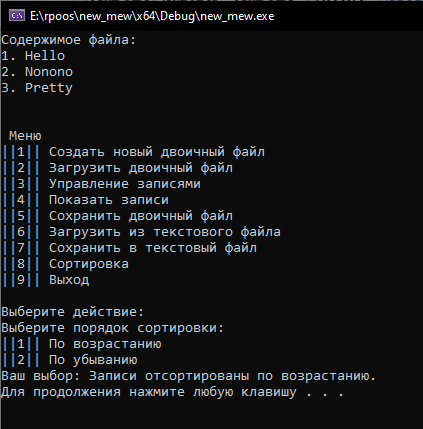 E:\rpoos\new_mew\x64\Debug\new_mew.exe
Содержимое файла:
1. Hello
2. Nonono
3. Pretty
Меню
||1|| Создать новый двоичный файл
||2|| Загрузить двоичный файл
||3|| Управление записями
||4|| Показать записи
||5|| Сохранить двоичный файл
||6|| Загрузить из текстового файла
||7|| Сохранить в текстовый файл
||8|| Сортировка
||9|| Выход
Выберите действие:
Выберите порядок сортировки:
||1|| По возрастанию
||2|| По убыванию
Ваш выбор: Записи отсортированы по возрастанию.
Для продолжения нажмите любую клавишу . . .